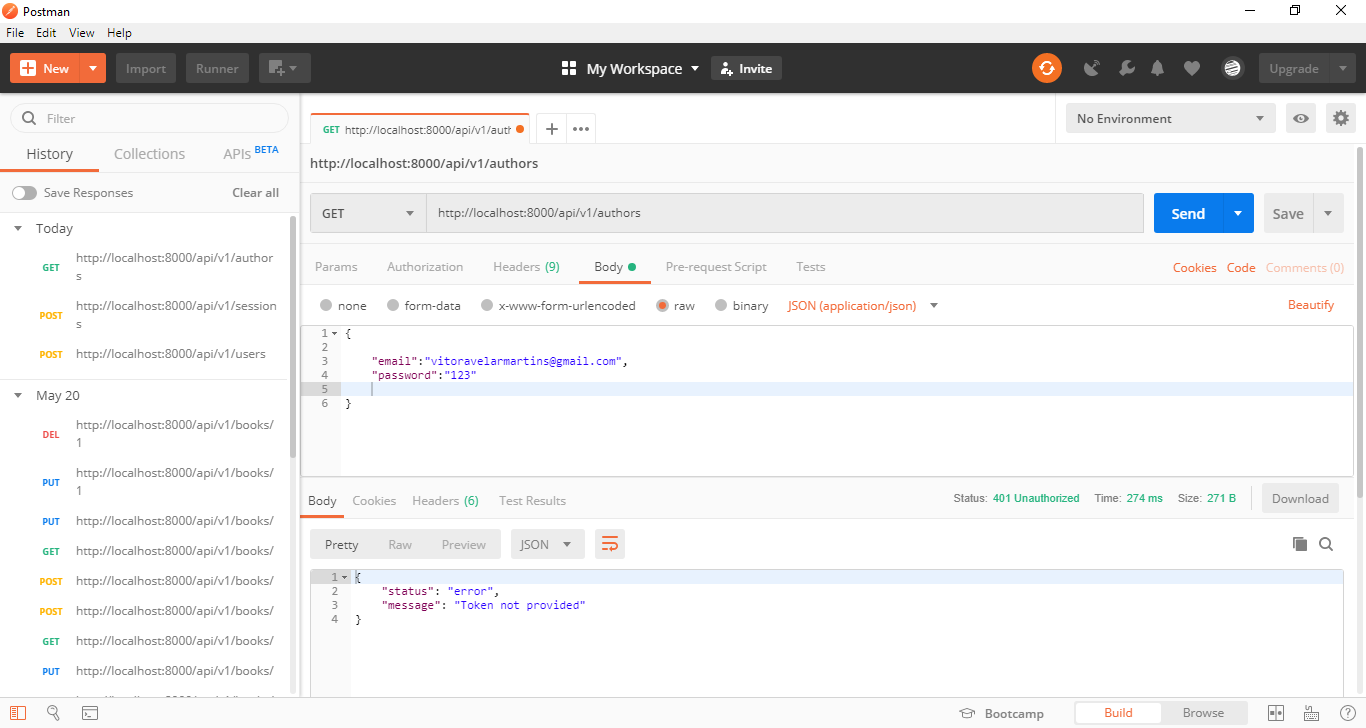 Postman
File Edit View Help
New Import Runner My Workspace Invite Upgrade
Filter
History Collections APIs BETA
Save Responses Clear all
Today
GET http://localhost:8000/api/v1/author
s
POST http://localhost:8000/api/v1/session
s
POST http://localhost:8000/api/v1/users
May 20
DEL http://localhost:8000/api/v1/books/
1
PUT http://localhost:8000/api/v1/books/
1
PUT http://localhost:8000/api/v1/books/
GET http://localhost:8000/api/v1/books/
POST http://localhost:8000/api/v1/books/
POST http://localhost:8000/api/v1/books/
GET http://localhost:8000/api/v1/books/
PUT http://localhost:8000/api/v1/books/
GET http://localhost:8000/api/v1/auth
No Environment
http://localhost:8000/api/v1/authors
GET http://localhost:8000/api/v1/authors Send Save
Params Authorization Headers (9) Body Pre-request Script Tests Cookies Code Comments (0)
none form-data x-www-form-urlencoded raw binary JSON (application/json) Beautify
1 {
2
3 "email":"vitoravelarmartins@gmail.com",
4 "password":"123"
5
6 }
Body Cookies Headers (6) Test Results Status: 401 Unauthorized Time: 274 ms Size: 271 B Download
Pretty Raw Preview JSON
1 {
2 "status": "error",
3 "message": "Token not provided"
4 }
Bootcamp Build Browse